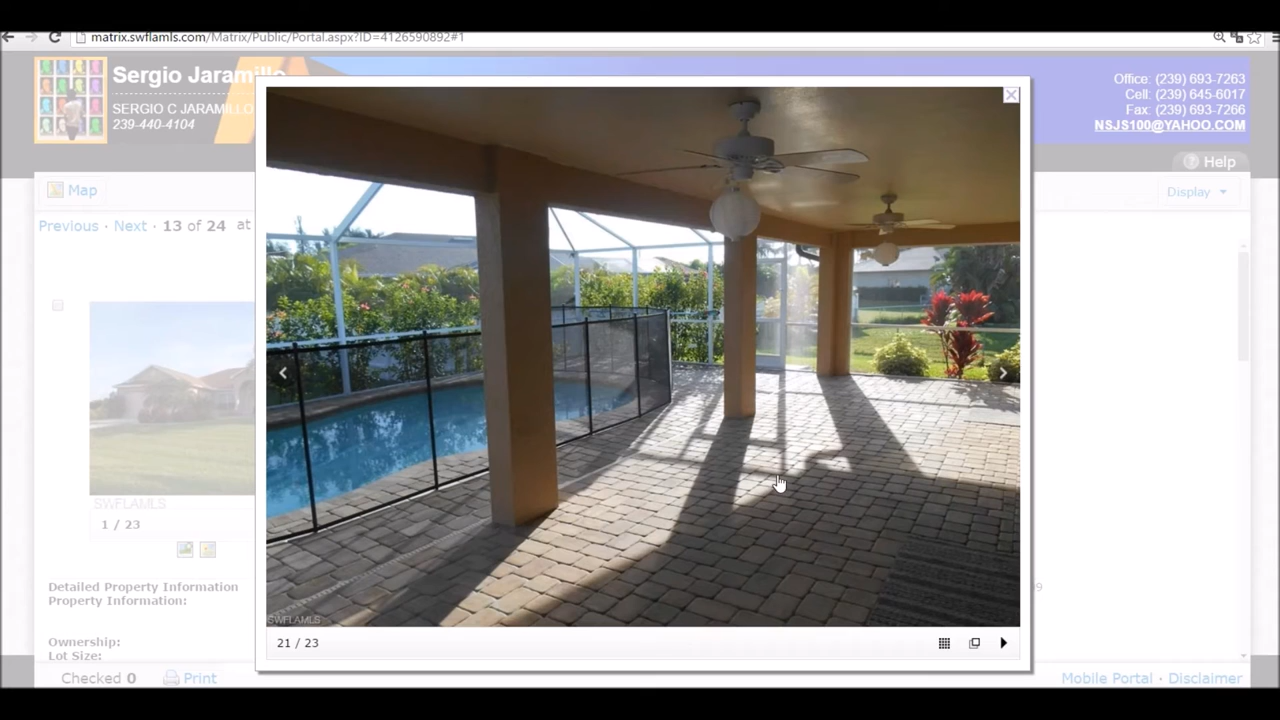 matrix.swflamls.com/Matrix/Public/Portal.aspx?ID=4126590892#1
Sergio Jaramillo
SERGIO C JARAMILLO
239-440-4104
Office: (239) 693-7263
Cell: (239) 645-6017
Fax: (239) 693-7266
NSJS100@YAHOO.COM
? Help
Map
Display
Previous · Next · 13 of 24 at
SWFLAMLS
1 / 23
Detailed Property Information
Property Information:
Ownership:
Lot Size:
SWFLAMLS
21 / 23
Checked 0
Print
Mobile Portal · Disclaimer